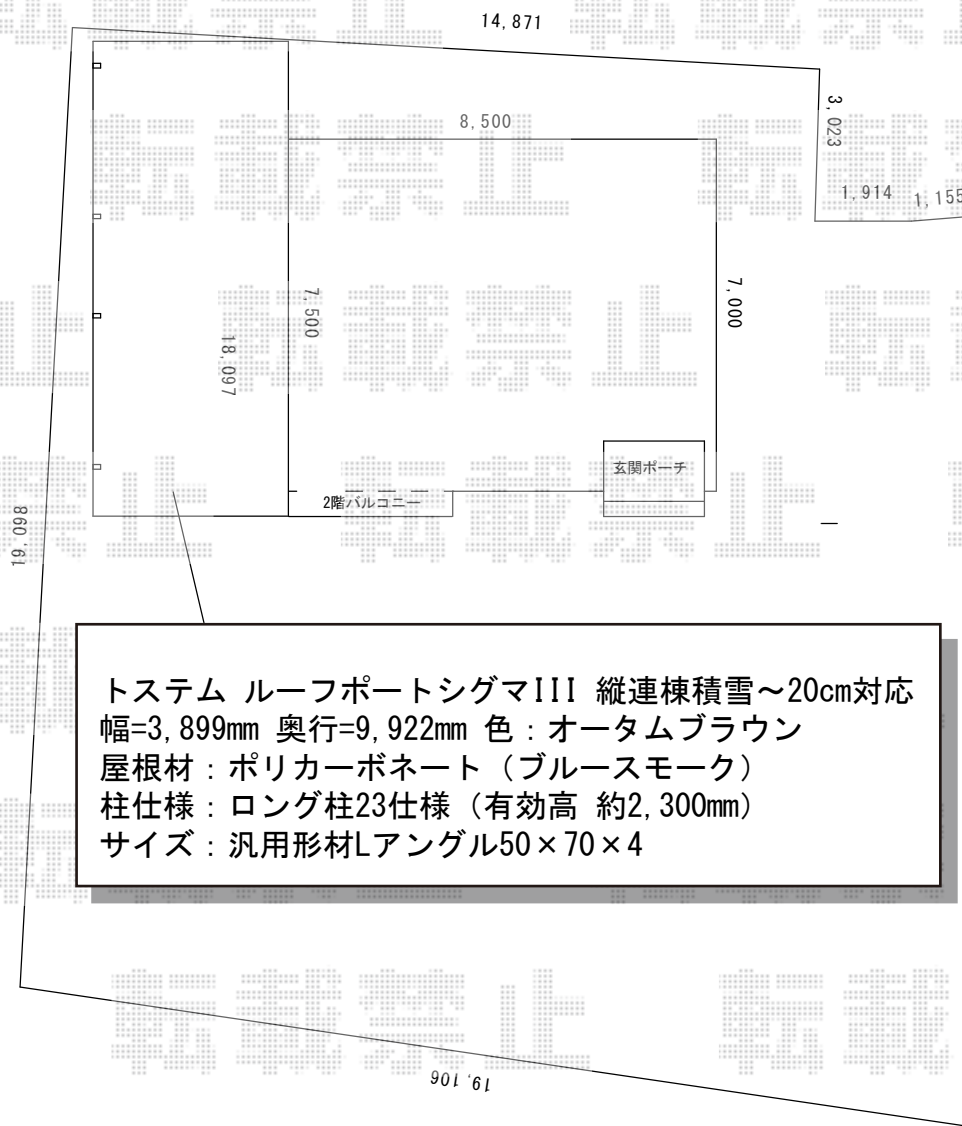 14,871
3,023
8,500
1,914
1,155
7,000
7,500
18,097
玄関ポーチ
2階バルコニー
19,098
トステム ルーフポートシグマIII 縦連棟積雪～20cm対応
幅=3,899mm 奥行=9,922mm 色：オータムブラウン
屋根材：ポリカーボネート（ブルースモーク）
柱仕様：ロング柱23仕様（有効高 約2,300mm）
サイズ：汎用形材Lアングル50×70×4
19,106
転載禁止